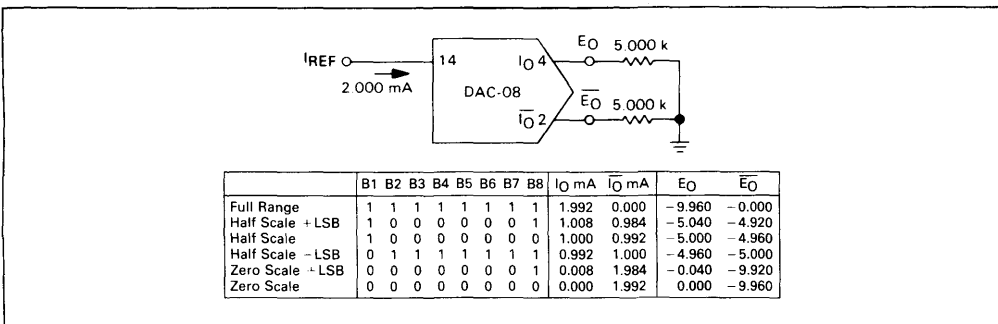 EO 5.000 k
IREF 14 IO 4
2.000 mA DAC-08
E̅O̅ 5.000 k
I̅O̅ 2
B1 B2 B3 B4 B5 B6 B7 B8 IO mA I̅O̅ mA EO E̅O̅
Full Range 1 1 1 1 1 1 1 1 1.992 0.000 −9.960 −0.000
Half Scale +LSB 1 0 0 0 0 0 0 1 1.008 0.984 −5.040 −4.920
Half Scale 1 0 0 0 0 0 0 0 1.000 0.992 −5.000 −4.960
Half Scale −LSB 0 1 1 1 1 1 1 1 0.992 1.000 −4.960 −5.000
Zero Scale +LSB 0 0 0 0 0 0 0 1 0.008 1.984 −0.040 −9.920
Zero Scale 0 0 0 0 0 0 0 0 0.000 1.992 0.000 −9.960